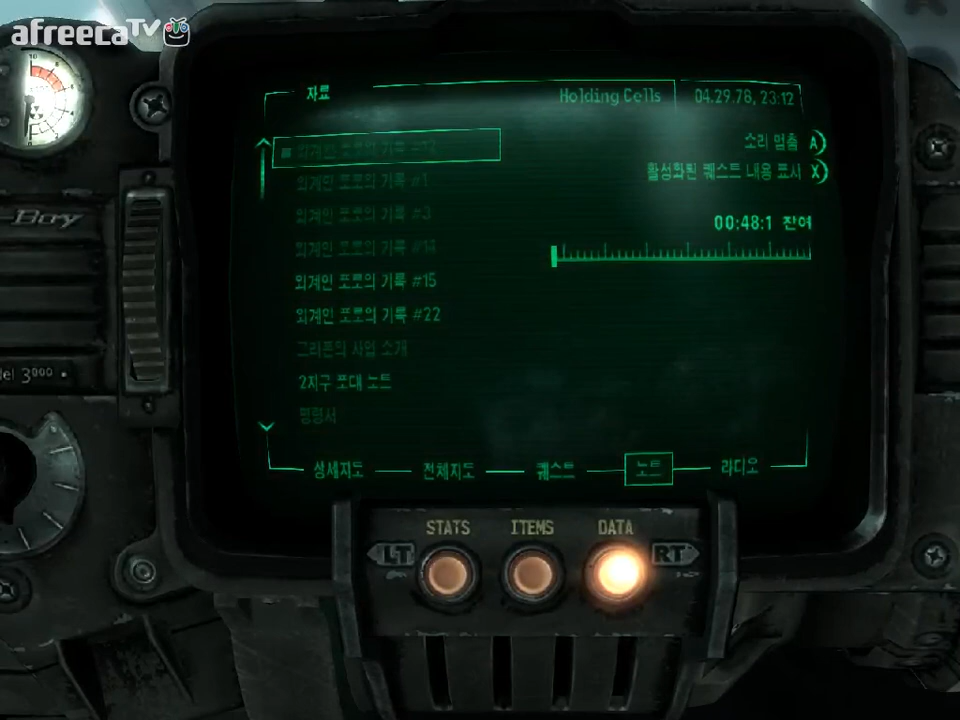 afreecaTV
자료
Holding Cells
04.29.78, 23:12
외계인 포로의 기록
소리 멈춤 A)
외계인 포로의 기록 #1
활성화된 퀘스트 내용 표시 X)
외계인 포로의 기록 #3
00:48:1 잔여
외계인 포로의 기록
외계인 포로의 기록 #15
외계인 포로의 기록 #22
그리폰의 사업 소개
2지구 포대 노트
명령서
상세지도
전체지도
퀘스트
노트
라디오
Boy
del 3000
STATS
ITEMS
DATA
LT
RT